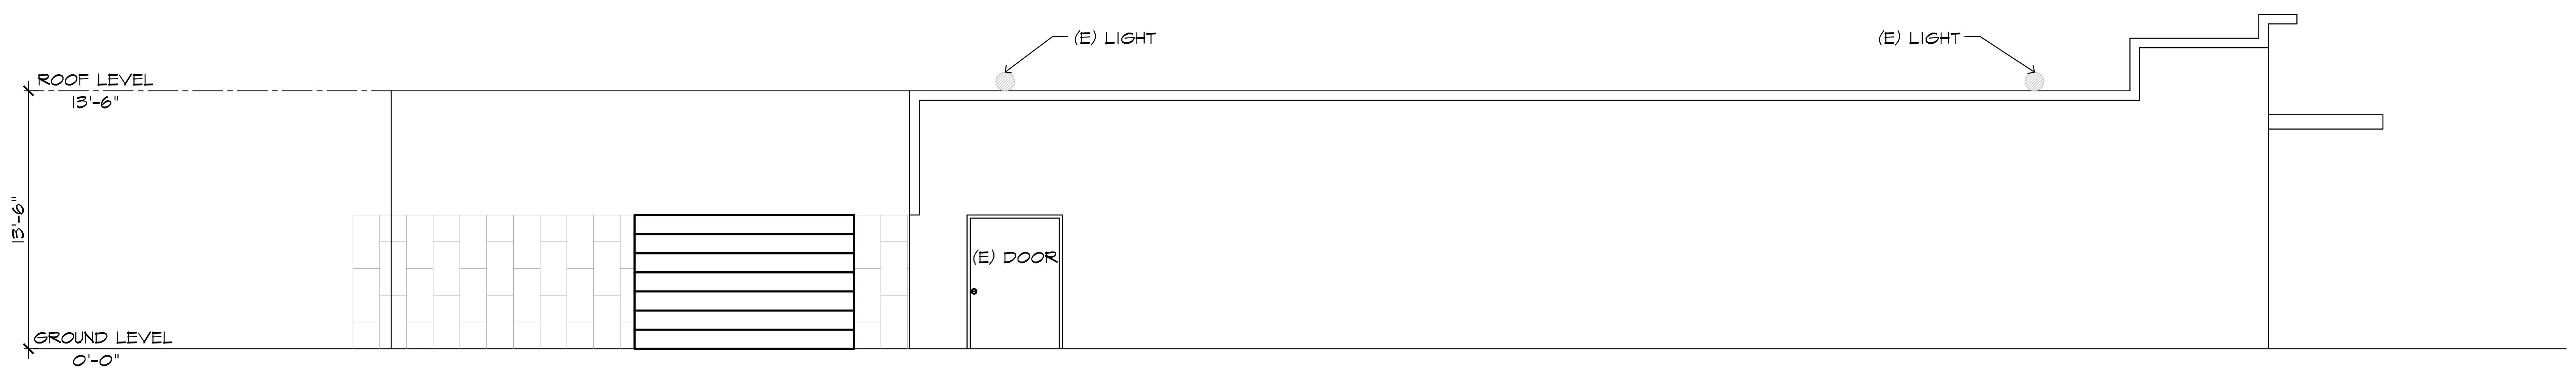 (E) LIGHT
(E) LIGHT
ROOF LEVEL
13'-6"
13'-6"
(E) DOOR
GROUND LEVEL
0'-0"